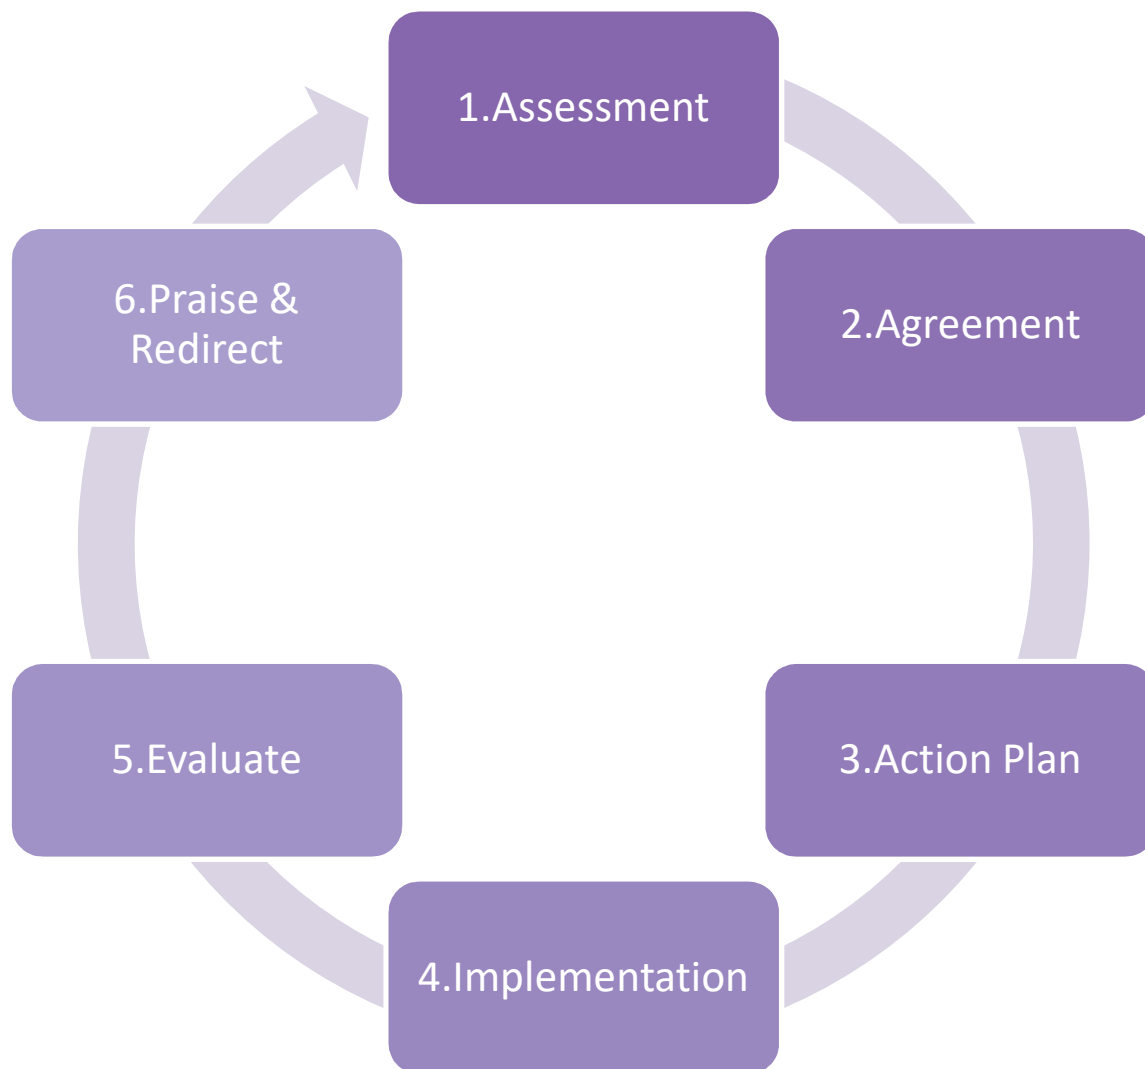 1.Assessment
2.Agreement
3.Action Plan
4.Implementation
5.Evaluate
6.Praise &
Redirect